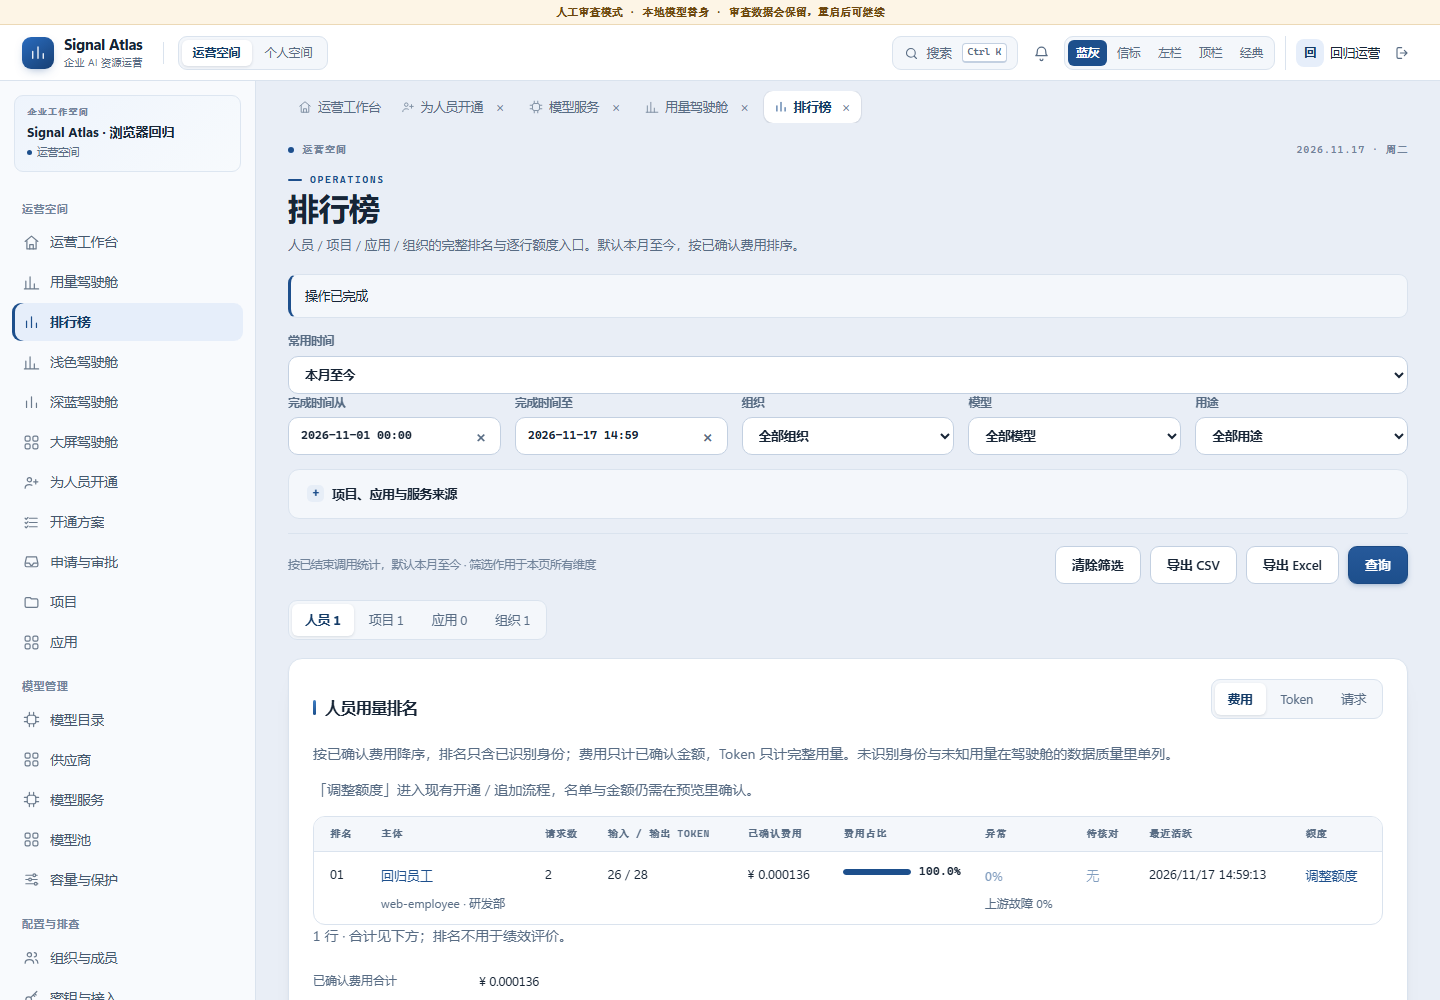 人工审查模式 · 本地模型替身 · 审查数据会保留，重启后可继续
Signal Atlas
企业 AI 资源运营
运营空间 个人空间
搜索 Ctrl K
蓝灰 信标 左栏 顶栏 经典
回 回归运营
企业工作空间
Signal Atlas · 浏览器回归
运营空间
运营空间
运营工作台
用量驾驶舱
排行榜
浅色驾驶舱
深蓝驾驶舱
大屏驾驶舱
为人员开通
开通方案
申请与审批
项目
应用
模型管理
模型目录
供应商
模型服务
模型池
容量与保护
配置与排查
组织与成员
密钥与接入
运营工作台 为人员开通 × 模型服务 × 用量驾驶舱 × 排行榜 ×
运营空间 2026.11.17 · 周二
OPERATIONS
排行榜
人员 / 项目 / 应用 / 组织的完整排名与逐行额度入口。默认本月至今，按已确认费用排序。
操作已完成
常用时间
本月至今
完成时间从 完成时间至 组织 模型 用途
2026-11-01 00:00 × 2026-11-17 14:59 × 全部组织 全部模型 全部用途
+ 项目、应用与服务来源
按已结束调用统计，默认本月至今 · 筛选作用于本页所有维度
清除筛选 导出 CSV 导出 Excel 查询
人员 1 项目 1 应用 0 组织 1
人员用量排名
费用 Token 请求
按已确认费用降序，排名只含已识别身份；费用只计已确认金额，Token 只计完整用量。未识别身份与未知用量在驾驶舱的数据质量里单列。
「调整额度」进入现有开通 / 追加流程，名单与金额仍需在预览里确认。
排名 主体 请求数 输入 / 输出 TOKEN 已确认费用 费用占比 异常 待核对 最近活跃 额度
01 回归员工 2 26 / 28 ¥ 0.000136 100.0% 0% 无 2026/11/17 14:59:13 调整额度
web-employee · 研发部 上游故障 0%
1 行 · 合计见下方；排名不用于绩效评价。
已确认费用合计 ¥ 0.000136